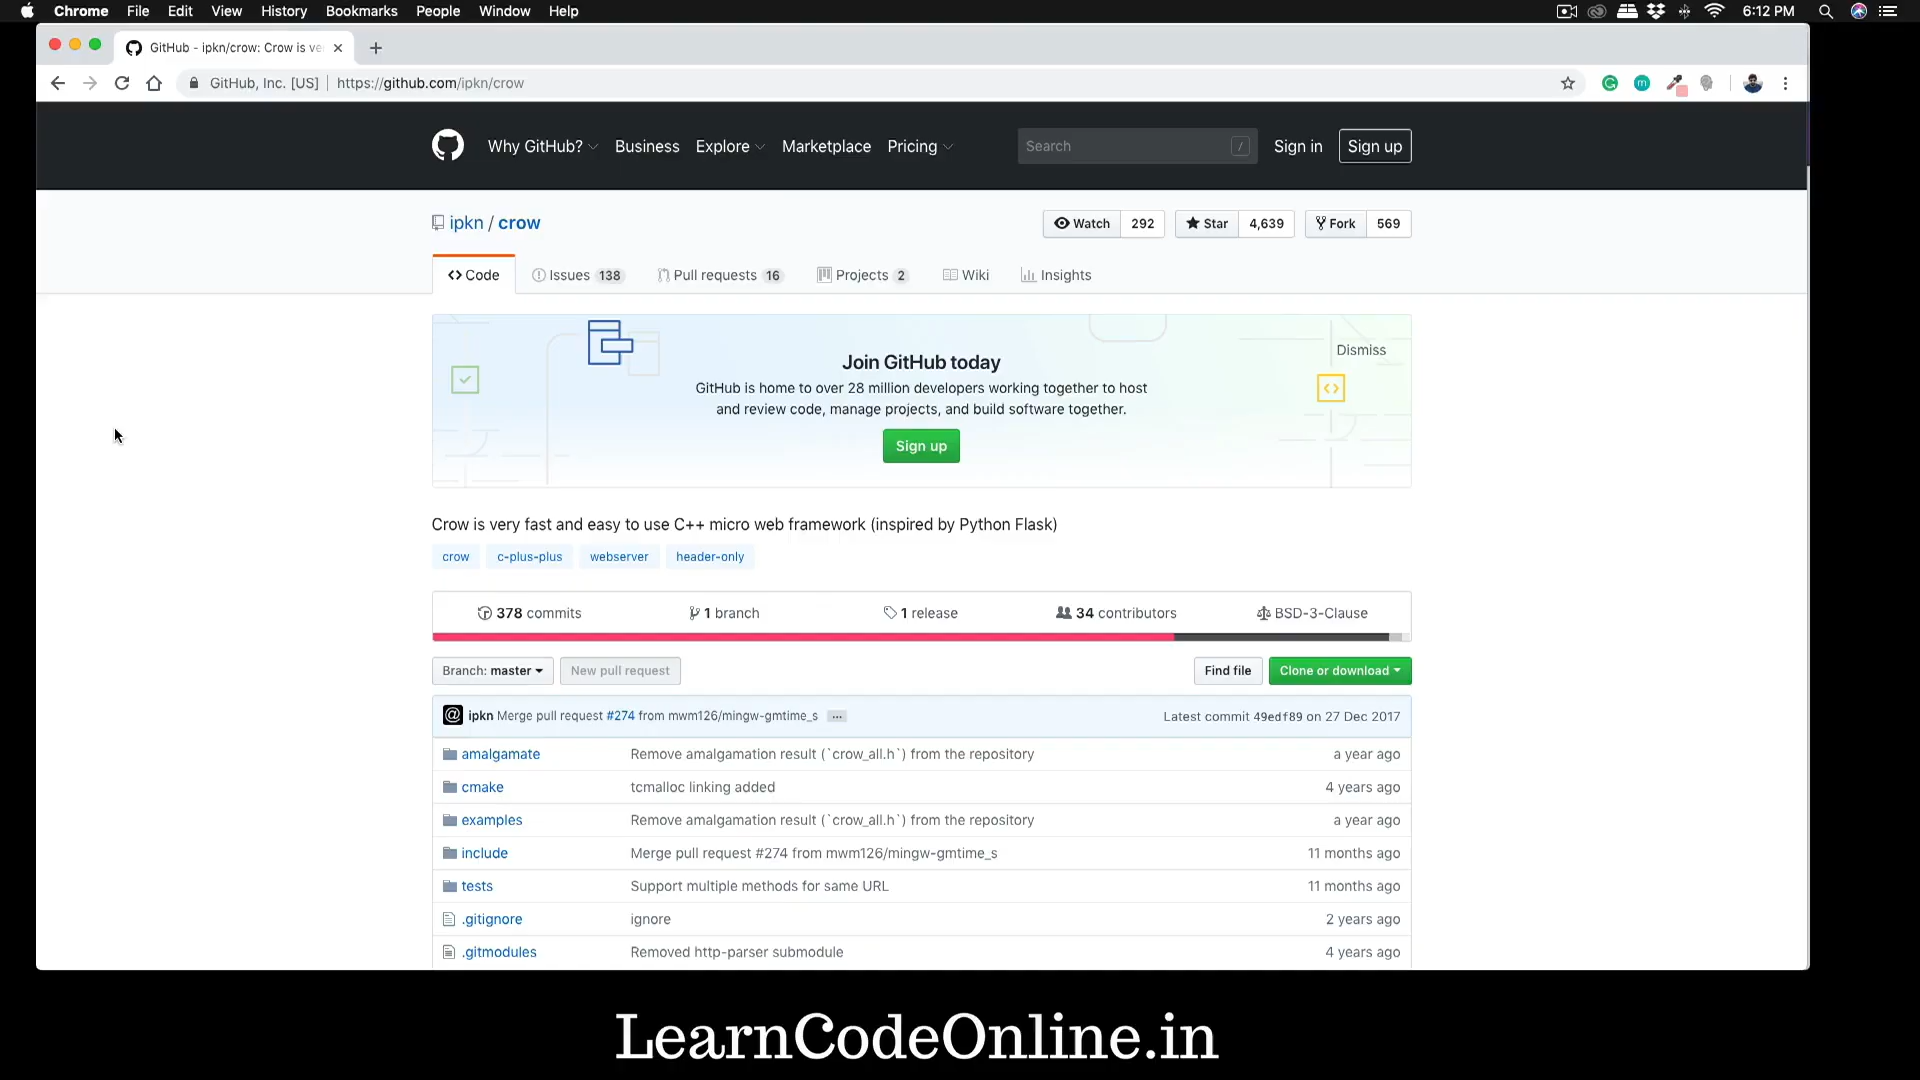 Chrome File Edit View History Bookmarks People Window Help 6:12 PM
GitHub - ipkn/crow: Crow is ve
GitHub, Inc. [US] https://github.com/ipkn/crow
Why GitHub? Business Explore Marketplace Pricing Search / Sign in Sign up
ipkn / crow Watch 292 Star 4,639 Fork 569
Code Issues 138 Pull requests 16 Projects 2 Wiki Insights
Dismiss
Join GitHub today
GitHub is home to over 28 million developers working together to host
and review code, manage projects, and build software together.
Sign up
Crow is very fast and easy to use C++ micro web framework (inspired by Python Flask)
crow c-plus-plus webserver header-only
378 commits 1 branch 1 release 34 contributors BSD-3-Clause
Branch: master New pull request Find file Clone or download
ipkn Merge pull request #274 from mwm126/mingw-gmtime_s ... Latest commit 49edf89 on 27 Dec 2017
amalgamate Remove amalgamation result (`crow_all.h`) from the repository a year ago
cmake tcmalloc linking added 4 years ago
examples Remove amalgamation result (`crow_all.h`) from the repository a year ago
include Merge pull request #274 from mwm126/mingw-gmtime_s 11 months ago
tests Support multiple methods for same URL 11 months ago
.gitignore ignore 2 years ago
.gitmodules Removed http-parser submodule 4 years ago
LearnCodeOnline.in